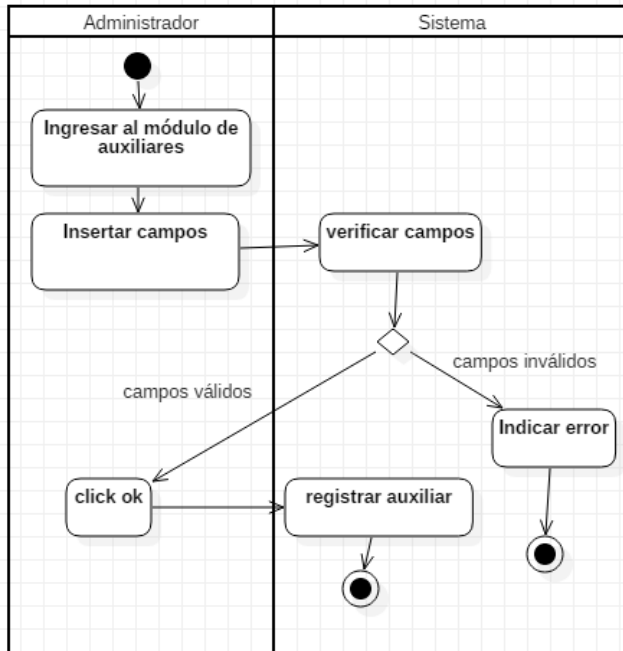 Administrador
Sistema
Ingresar al módulo de
auxiliares
Insertar campos
verificar campos
campos inválidos
campos válidos
Indicar error
click ok
registrar auxiliar